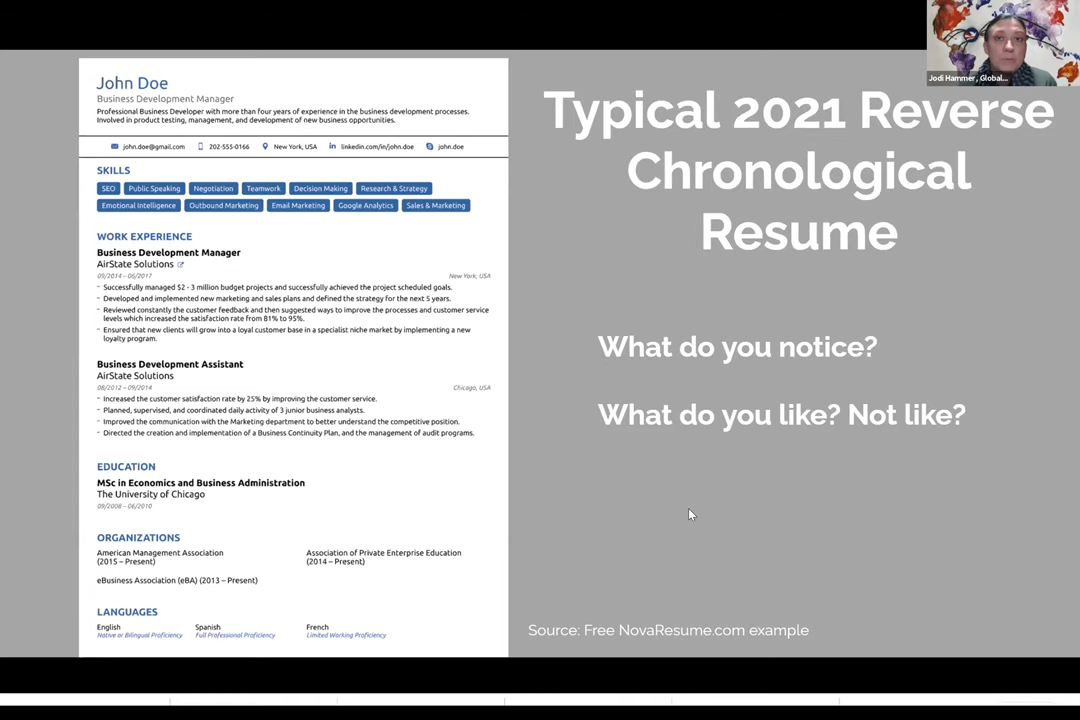 John Doe
Business Development Manager
Professional Business Developer with more than four years of experience in the business development processes.
Involved in product testing, management, and development of new business opportunities.
john.doe@gmail.com 202-555-0166 New York, USA linkedin.com/in/john.doe john.doe
SKILLS
SEO Public Speaking Negotiation Teamwork Decision Making Research & Strategy
Emotional Intelligence Outbound Marketing Email Marketing Google Analytics Sales & Marketing
WORK EXPERIENCE
Business Development Manager
AirState Solutions
09/2014 – 06/2017 New York, USA
- Successfully managed $2 - 3 million budget projects and successfully achieved the project scheduled goals.
- Developed and implemented new marketing and sales plans and defined the strategy for the next 5 years.
- Reviewed constantly the customer feedback and then suggested ways to improve the processes and customer service
levels which increased the satisfaction rate from 81% to 95%.
- Ensured that new clients will grow into a loyal customer base in a specialist niche market by implementing a new
loyalty program.
Business Development Assistant
AirState Solutions
08/2012 – 09/2014 Chicago, USA
- Increased the customer satisfaction rate by 25% by improving the customer service.
- Planned, supervised, and coordinated daily activity of 3 junior business analysts.
- Improved the communication with the Marketing department to better understand the competitive position.
- Directed the creation and implementation of a Business Continuity Plan, and the management of audit programs.
EDUCATION
MSc in Economics and Business Administration
The University of Chicago
09/2008 – 06/2010
ORGANIZATIONS
American Management Association
(2015 – Present)
Association of Private Enterprise Education
(2014 – Present)
eBusiness Association (eBA) (2013 – Present)
LANGUAGES
English
Native or Bilingual Proficiency
Spanish
Full Professional Proficiency
French
Limited Working Proficiency
Jodi Hammer, Global...
Typical 2021 Reverse
Chronological
Resume
What do you notice?
What do you like? Not like?
Source: Free NovaResume.com example